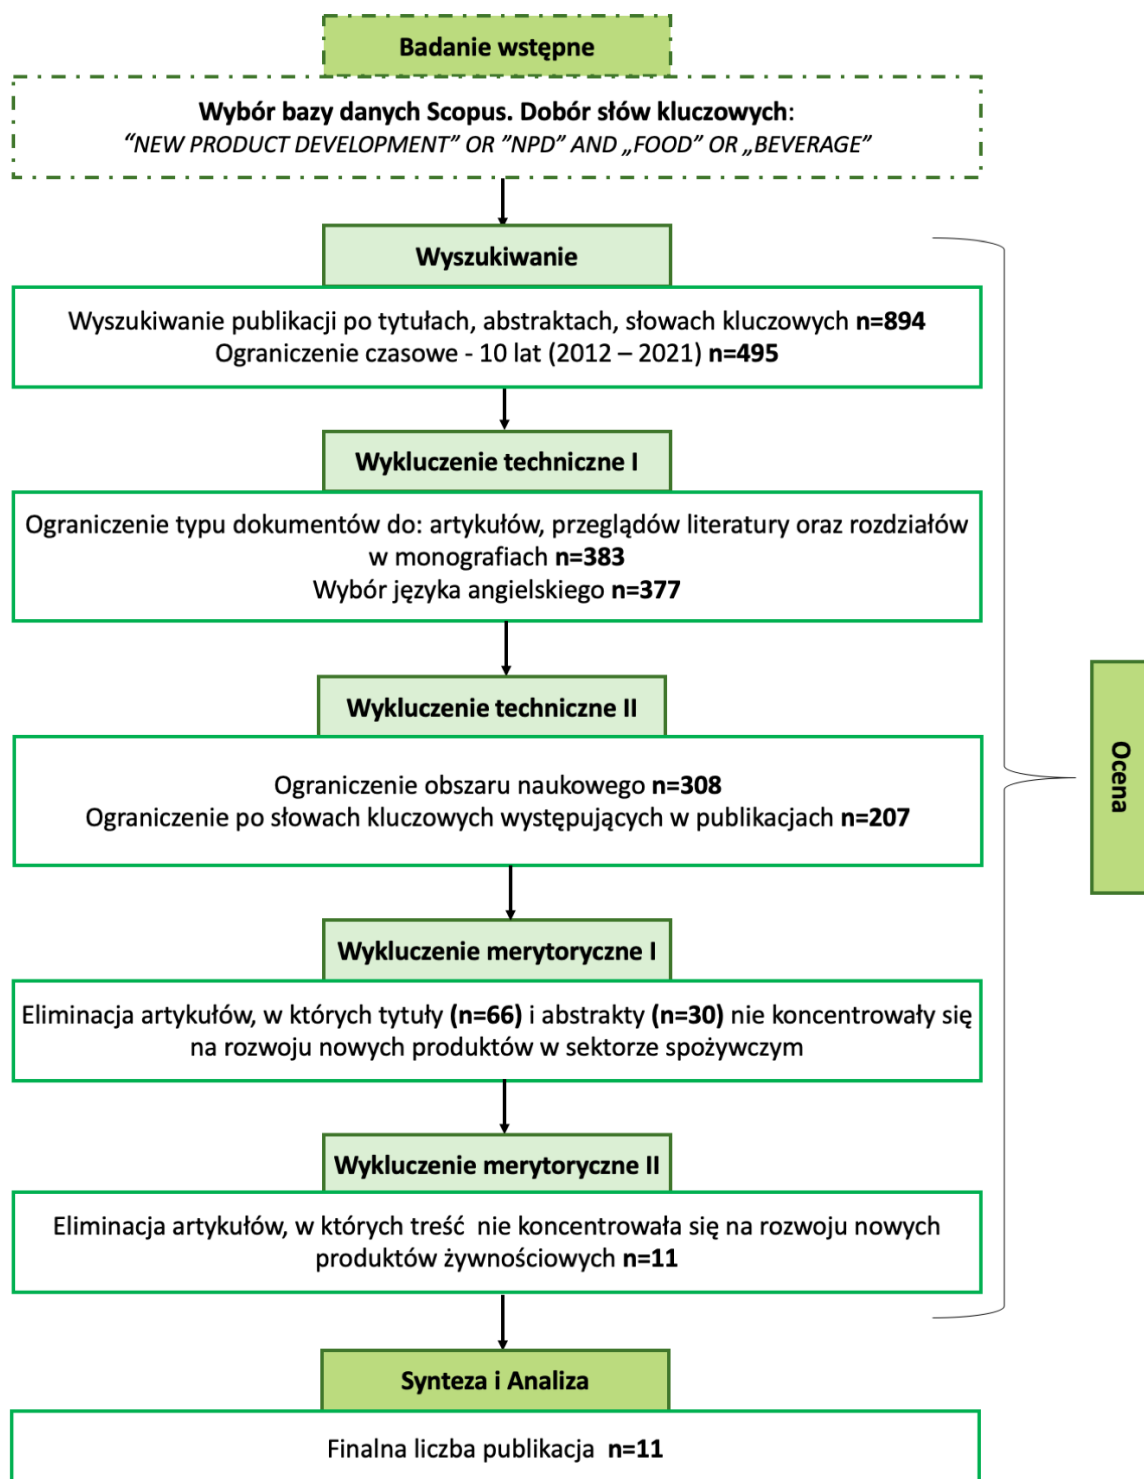 Badanie wstępne
Wybór bazy danych Scopus. Dobór słów kluczowych:
“NEW PRODUCT DEVELOPMENT” OR ”NPD” AND „FOOD” OR „BEVERAGE”
Wyszukiwanie
Wyszukiwanie publikacji po tytułach, abstraktach, słowach kluczowych n=894
Ograniczenie czasowe - 10 lat (2012 – 2021) n=495
Wykluczenie techniczne I
Ograniczenie typu dokumentów do: artykułów, przeglądów literatury oraz rozdziałów
w monografiach n=383
Wybór języka angielskiego n=377
Wykluczenie techniczne II
Ograniczenie obszaru naukowego n=308
Ograniczenie po słowach kluczowych występujących w publikacjach n=207
Wykluczenie merytoryczne I
Eliminacja artykułów, w których tytuły (n=66) i abstrakty (n=30) nie koncentrowały się
na rozwoju nowych produktów w sektorze spożywczym
Wykluczenie merytoryczne II
Eliminacja artykułów, w których treść  nie koncentrowała się na rozwoju nowych
produktów żywnościowych n=11
Synteza i Analiza
Finalna liczba publikacja  n=11
Ocena